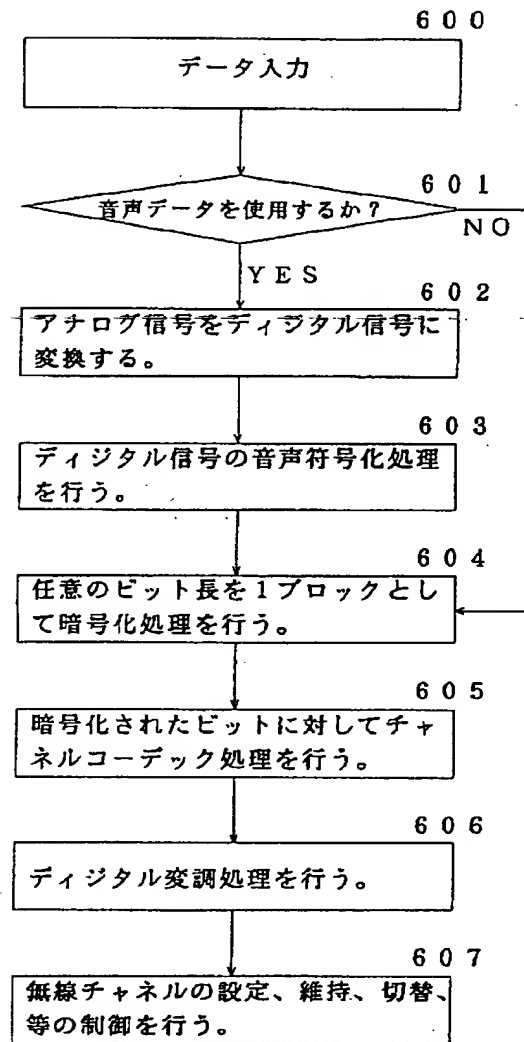 600
データ入力
601
音声データを使用するか?
NO
YES
602
アナログ信号をディジタル信号に
変換する。
603
ディジタル信号の音声符号化処理
を行う。
604
任意のビット長を1ブロックとし
て暗号化処理を行う。
605
暗号化されたビットに対してチャ
ネルコーデック処理を行う。
606
ディジタル変調処理を行う。
607
無線チャネルの設定、維持、切替、
等の制御を行う。